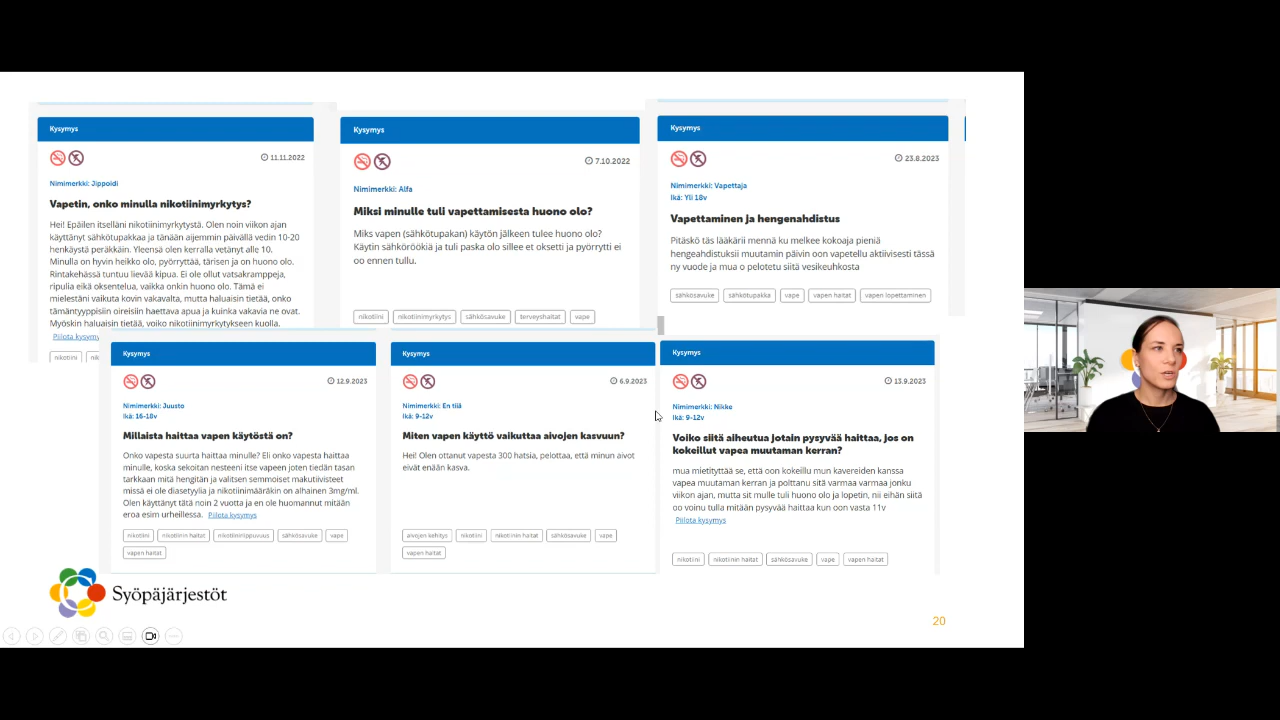 Kysymys
11.11.2022
Nimimerkki: Jippoidi
Vapetin, onko minulla nikotiinimyrkytys?
Hei! Epäilen itselläni nikotiinimyrkytystä. Olen noin viikon ajan
käyttänyt sähkötupakkaa ja tänään aijemmin päivällä vedin 10-20
henkäystä peräkkäin. Yleensä olen kerralla vetänyt alle 10.
Minulla on hyvin heikko olo, pyörryttää, tärisen ja on huono olo.
Rintakehässä tuntuu lievää kipua. Ei ole ollut vatsakramppeja,
ripulia eikä oksentelua, vaikka onkin huono olo. Tämä ei
mielestäni vaikuta kovin vakavalta, mutta haluaisin tietää, onko
tämäntyyppisiin oireisiin haettava apua ja kuinka vakavia ne ovat.
Myöskin haluaisin tietää, voiko nikotiinimyrkytykseen kuolla.
Piilota kysymy
nikotiini
Kysymys
7.10.2022
Nimimerkki: Alfa
Miksi minulle tuli vapettamisesta huono olo?
Miks vapen (sähkötupakan) käytön jälkeen tulee huono olo?
Käytin sähköröökiä ja tuli paska olo sillee et oksetti ja pyörrytti ei
oo ennen tullu.
nikotiini nikotiinimyrkytys sähkösavuke terveyshaitat vape
Kysymys
23.8.2023
Nimimerkki: Vapettaja
Ikä: Yli 18v
Vapettaminen ja hengenahdistus
Pitäskö täs lääkärii mennä ku melkee kokoaja pieniä
hengeahdistuksii muutamin päivin oon vapetellu aktiivisesti tässä
ny vuode ja mua o pelotetu siitä vesikeuhkosta
sähkösavuke sähkötupakka vape vapen haitat vapen lopettaminen
Kysymys
12.9.2023
Nimimerkki: Juusto
Ikä: 16-18v
Millaista haittaa vapen käytöstä on?
Onko vapesta suurta haittaa minulle? Eli onko vapesta haittaa
minulle, koska sekoitan nesteeni itse vapeen joten tiedän tasan
tarkkaan mitä hengitän ja valitsen semmoiset makutiivisteet
missä ei ole diasetyylia ja nikotiinimääräkin on alhainen 3mg/ml.
Olen käyttänyt tätä noin 2 vuotta ja en ole huomannut mitään
eroa esim urheillessa. Piilota kysymys
nikotiini nikotiinin haitat nikotiiniriippuvuus sähkösavuke vape
vapen haitat
Kysymys
6.9.2023
Nimimerkki: En tiiä
Ikä: 9-12v
Miten vapen käyttö vaikuttaa aivojen kasvuun?
Hei! Olen ottanut vapesta 300 hatsia, pelottaa, että minun aivot
eivät enään kasva.
aivojen kehitys nikotiini nikotiinin haitat sähkösavuke vape
vapen haitat
Kysymys
13.9.2023
Nimimerkki: Nikke
Ikä: 9-12v
Voiko siitä aiheutua jotain pysyvää haittaa, jos on
kokeillut vapea muutaman kerran?
mua mietityttää se, että oon kokeillu mun kavereiden kanssa
vapea muutaman kerran ja polttanu sitä varmaa varmaa jonku
viikon ajan, mutta sit mulle tuli huono olo ja lopetin, nii eihän siitä
oo voinu tulla mitään pysyvää haittaa kun oon vasta 11v
Piilota kysymys
nikotiini nikotiinin haitat sähkösavuke vape vapen haitat
Syöpäjärjestöt
20